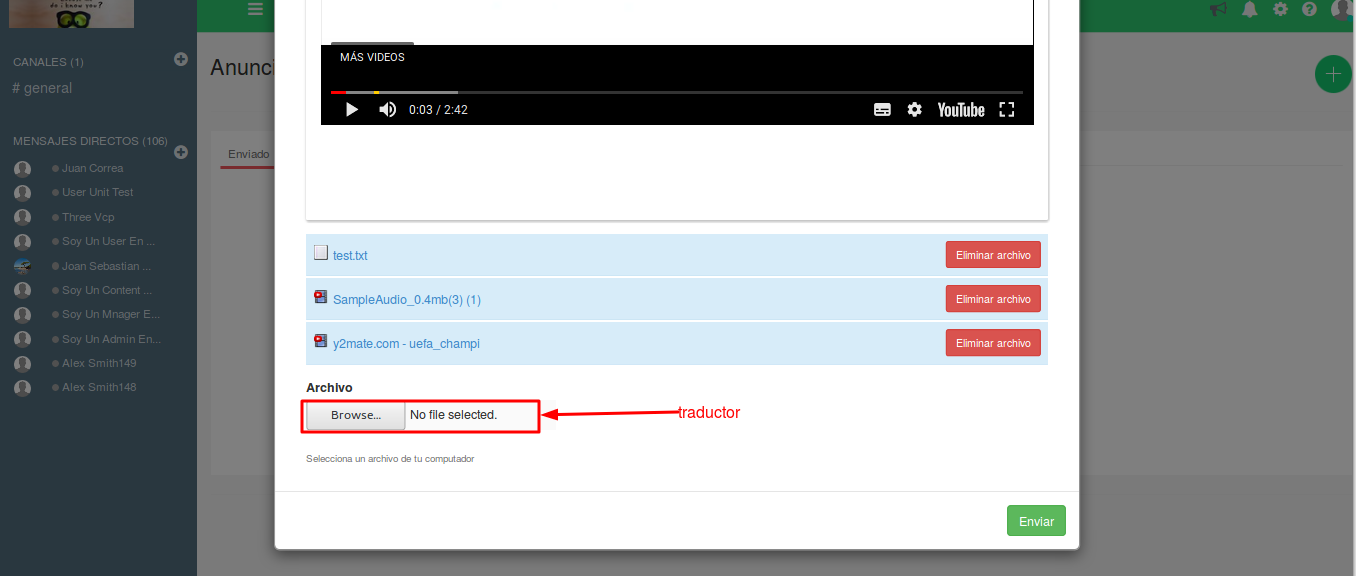 do i know you?
CANALES (1)
# general
MENSAJES DIRECTOS (106)
Juan Correa
User Unit Test
Three Vcp
Soy Un User En ...
Joan Sebastian ...
Soy Un Content ...
Soy Un Mnager E...
Soy Un Admin En...
Alex Smith149
Alex Smith148
Anunci
Enviado
MÁS VIDEOS
0:03 / 2:42
YouTube
test.txt
Eliminar archivo
SampleAudio_0.4mb(3) (1)
Eliminar archivo
y2mate.com - uefa_champi
Eliminar archivo
Archivo
Browse... No file selected.
traductor
Selecciona un archivo de tu computador
Enviar